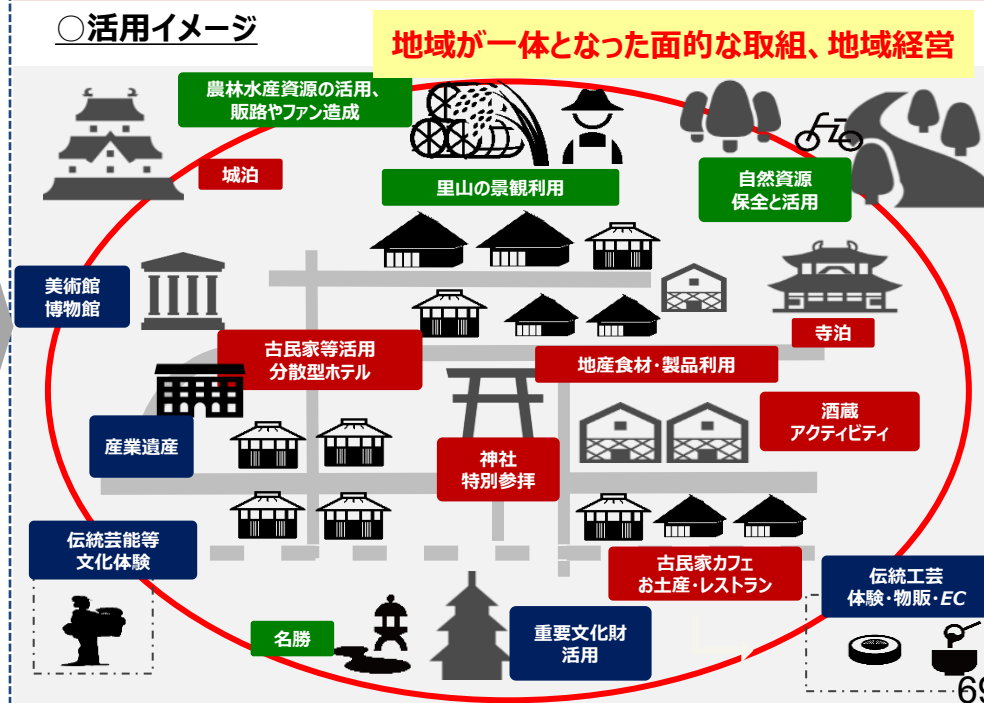 ○活用イメージ
地域が一体となった面的な取組、地域経営
農林水産資源の活用、
販路やファン造成
城泊
里山の景観利用
自然資源
保全と活用
美術館
博物館
寺泊
古民家等活用
分散型ホテル
地産食材・製品利用
酒蔵
アクティビティ
産業遺産
神社
特別参拝
伝統芸能等
文化体験
古民家カフェ
お土産・レストラン
伝統工芸
体験・物販・EC
名勝
重要文化財
活用
69